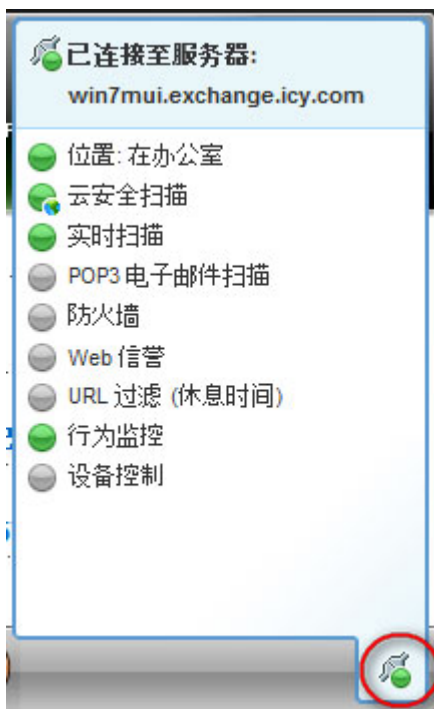 已连接至服务器:
win7mui.exchange.icy.com
位置: 在办公室
云安全扫描
实时扫描
POP3 电子邮件扫描
防火墙
Web 信誉
URL 过滤 (休息时间)
行为监控
设备控制